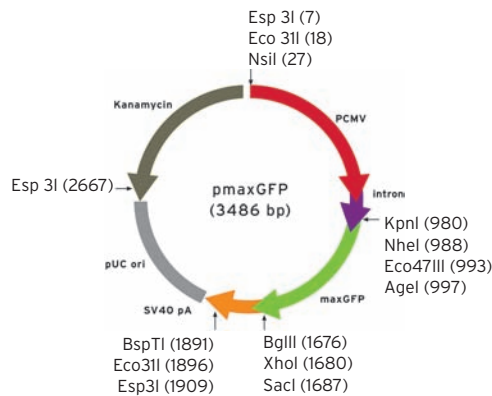 Esp 3I (7)
Eco 31I (18)
NsiI (27)
Kanamycin
PCMV
Esp 3I (2667)
pmaxGFP
(3486 bp)
intron
KpnI (980)
NheI (988)
Eco47III (993)
AgeI (997)
pUC ori
maxGFP
SV40 pA
BspTI (1891)
Eco31I (1896)
Esp3I (1909)
BglII (1676)
XhoI (1680)
SacI (1687)